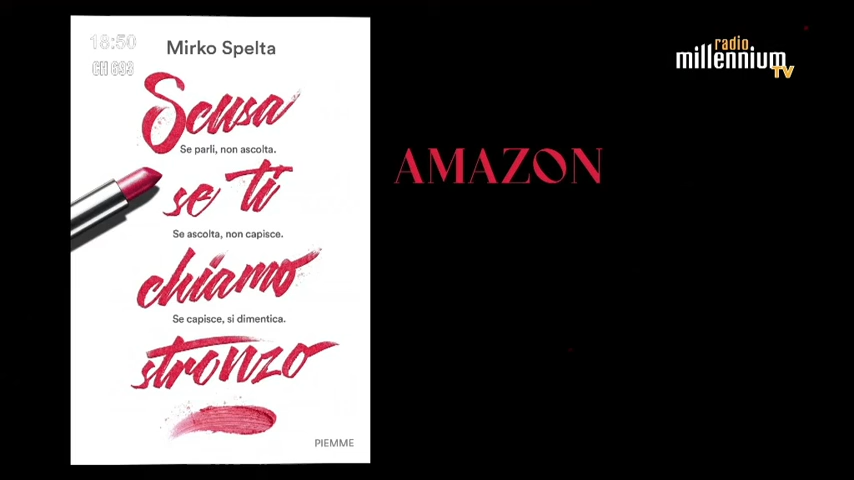 18:50
CH 693
Mirko Spelta
Scusa
Se parli, non ascolta.
se ti
Se ascolta, non capisce.
chiamo
Se capisce, si dimentica.
stronzo
PIEMME
AMAZON
radio
millennium
TV